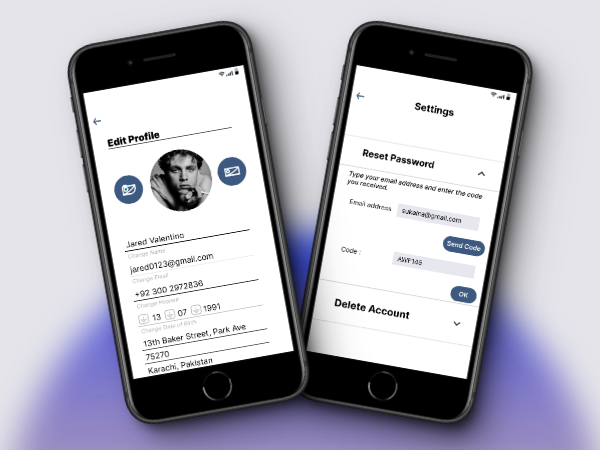 Edit Profile
Jared Valentino
Change Name
jared0123@gmail.com
Change Email
+92 300 2972836
Change Number
13 07 1991
Change Date of Birth
13th Baker Street, Park Ave
75270
Karachi, Pakistan
Settings
Reset Password
Type your email address and enter the code
you received.
Email address sukaina@gmail.com
Send Code
Code : AWF145
OK
Delete Account